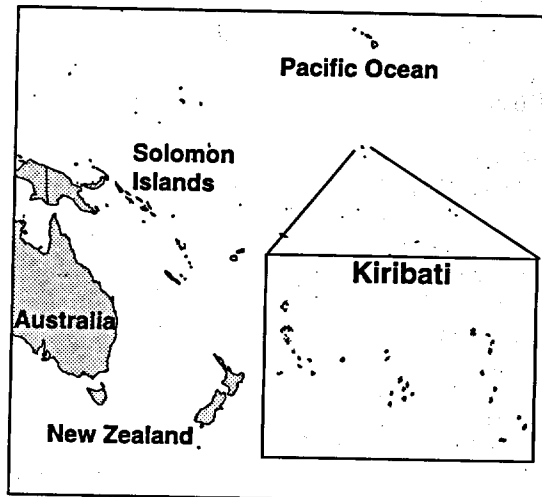 Pacific Ocean
Solomon
Islands
Kiribati
Australia
New Zealand